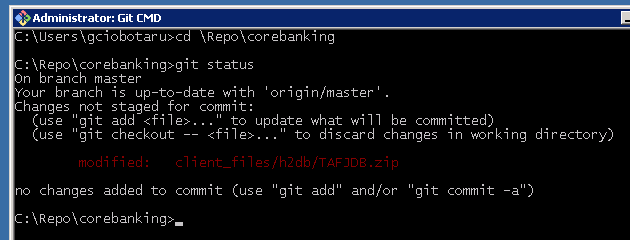 Administrator: Git CMD
C:\Users\gciobotaru>cd \Repo\corebanking
C:\Repo\corebanking>git status
On branch master
Your branch is up-to-date with 'origin/master'.
Changes not staged for commit:
(use "git add <file>..." to update what will be committed)
(use "git checkout -- <file>..." to discard changes in working directory)
modified: client_files/h2db/TAFJDB.zip
no changes added to commit (use "git add" and/or "git commit -a")
C:\Repo\corebanking>